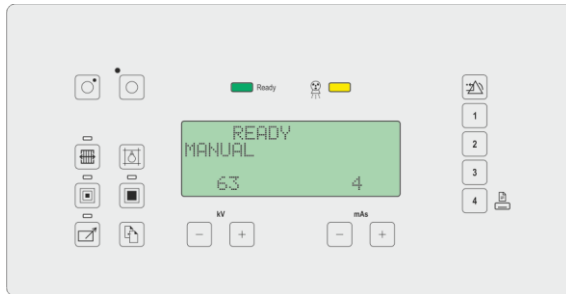 Ready
READY
MANUAL
63 4
kV mAs
− + − +
1
2
3
4